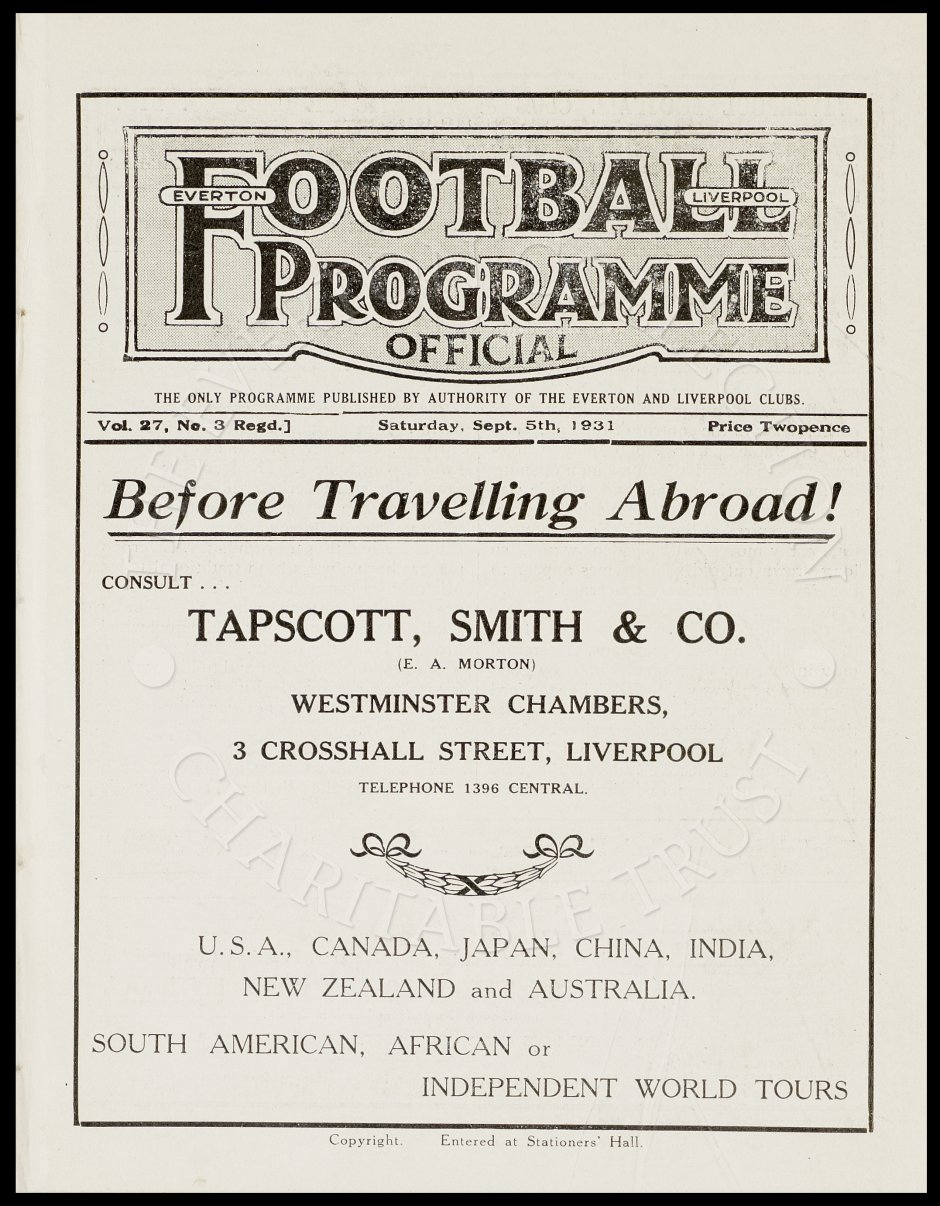 FOOTBALL
EVERTON
LIVERPOOL
PROGRAMME
OFFICIAL
THE ONLY PROGRAMME PUBLISHED BY AUTHORITY OF THE EVERTON AND LIVERPOOL CLUBS.
Vol. 27, No. 3 Regd.] Saturday, Sept. 5th, 1931 Price Twopence
Before Travelling Abroad!
CONSULT . . .
TAPSCOTT, SMITH & CO.
(E. A. MORTON)
WESTMINSTER CHAMBERS,
3 CROSSHALL STREET, LIVERPOOL
TELEPHONE 1396 CENTRAL.
U.S.A., CANADA, JAPAN, CHINA, INDIA,
NEW ZEALAND and AUSTRALIA.
SOUTH AMERICAN, AFRICAN or
INDEPENDENT WORLD TOURS
Copyright. Entered at Stationers' Hall.
CHARITABLE TRUST